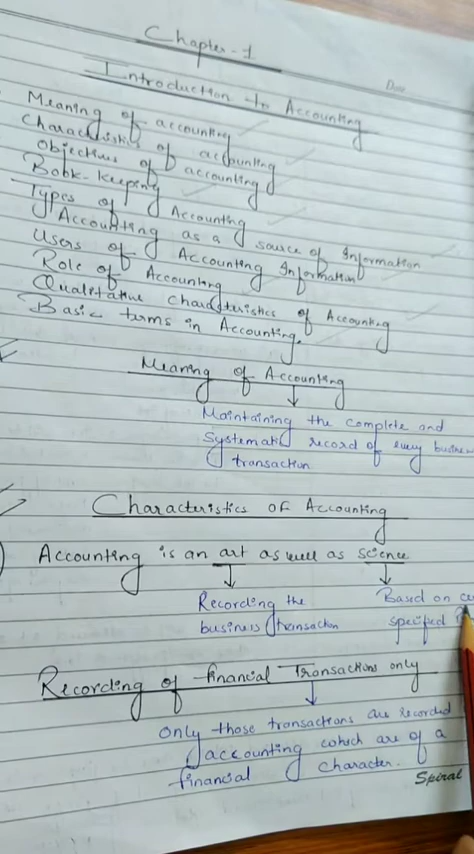 Chapter-1
Date
Introduction to Accounting
Meaning of accounting
Characteristics of accounting
Objectives of accounting
Book-keeping
Types of Accounting
Accounting as a source of Information
Users of Accounting Information
Role of Accounting
Qualitative Characteristics of Accounting
Basic terms in Accounting.
Meaning of Accounting
Maintaining the complete and
Systematic record of every busines
transaction
Characteristics of Accounting
Accounting is an art as well as science
Recording the
business transaction
Based on
specified
Recording of financial Transactions only
Only those transactions are recorded
accounting which are of a
financial character.
Spiral